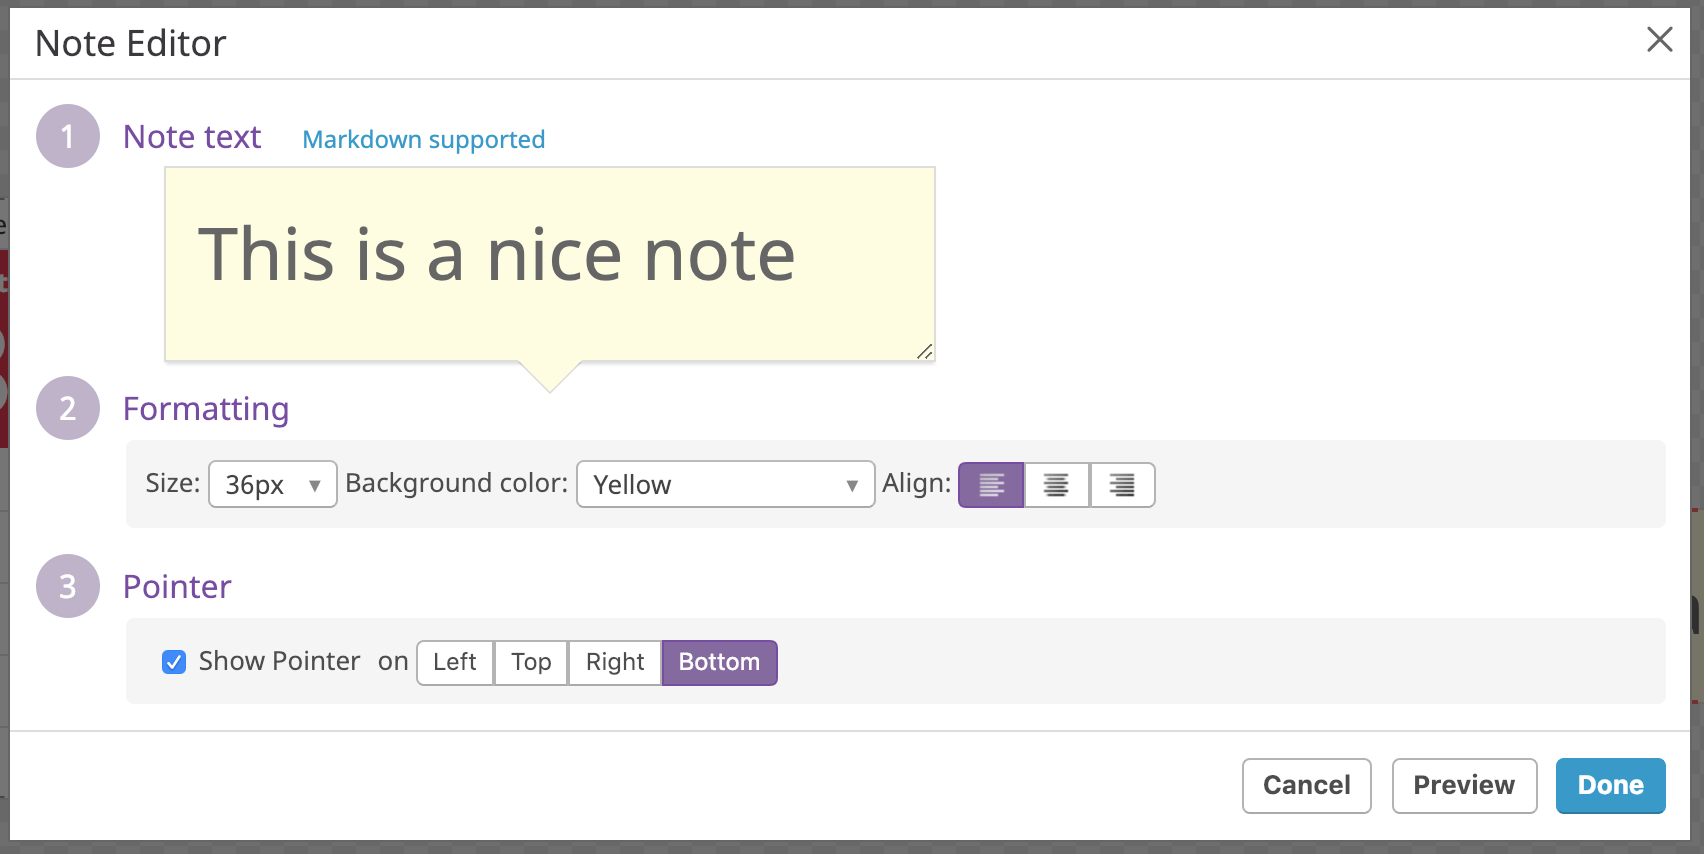 Note Editor
1 Note text Markdown supported
This is a nice note
2 Formatting
Size: 36px Background color: Yellow Align:
3 Pointer
Show Pointer on Left Top Right Bottom
Cancel Preview Done